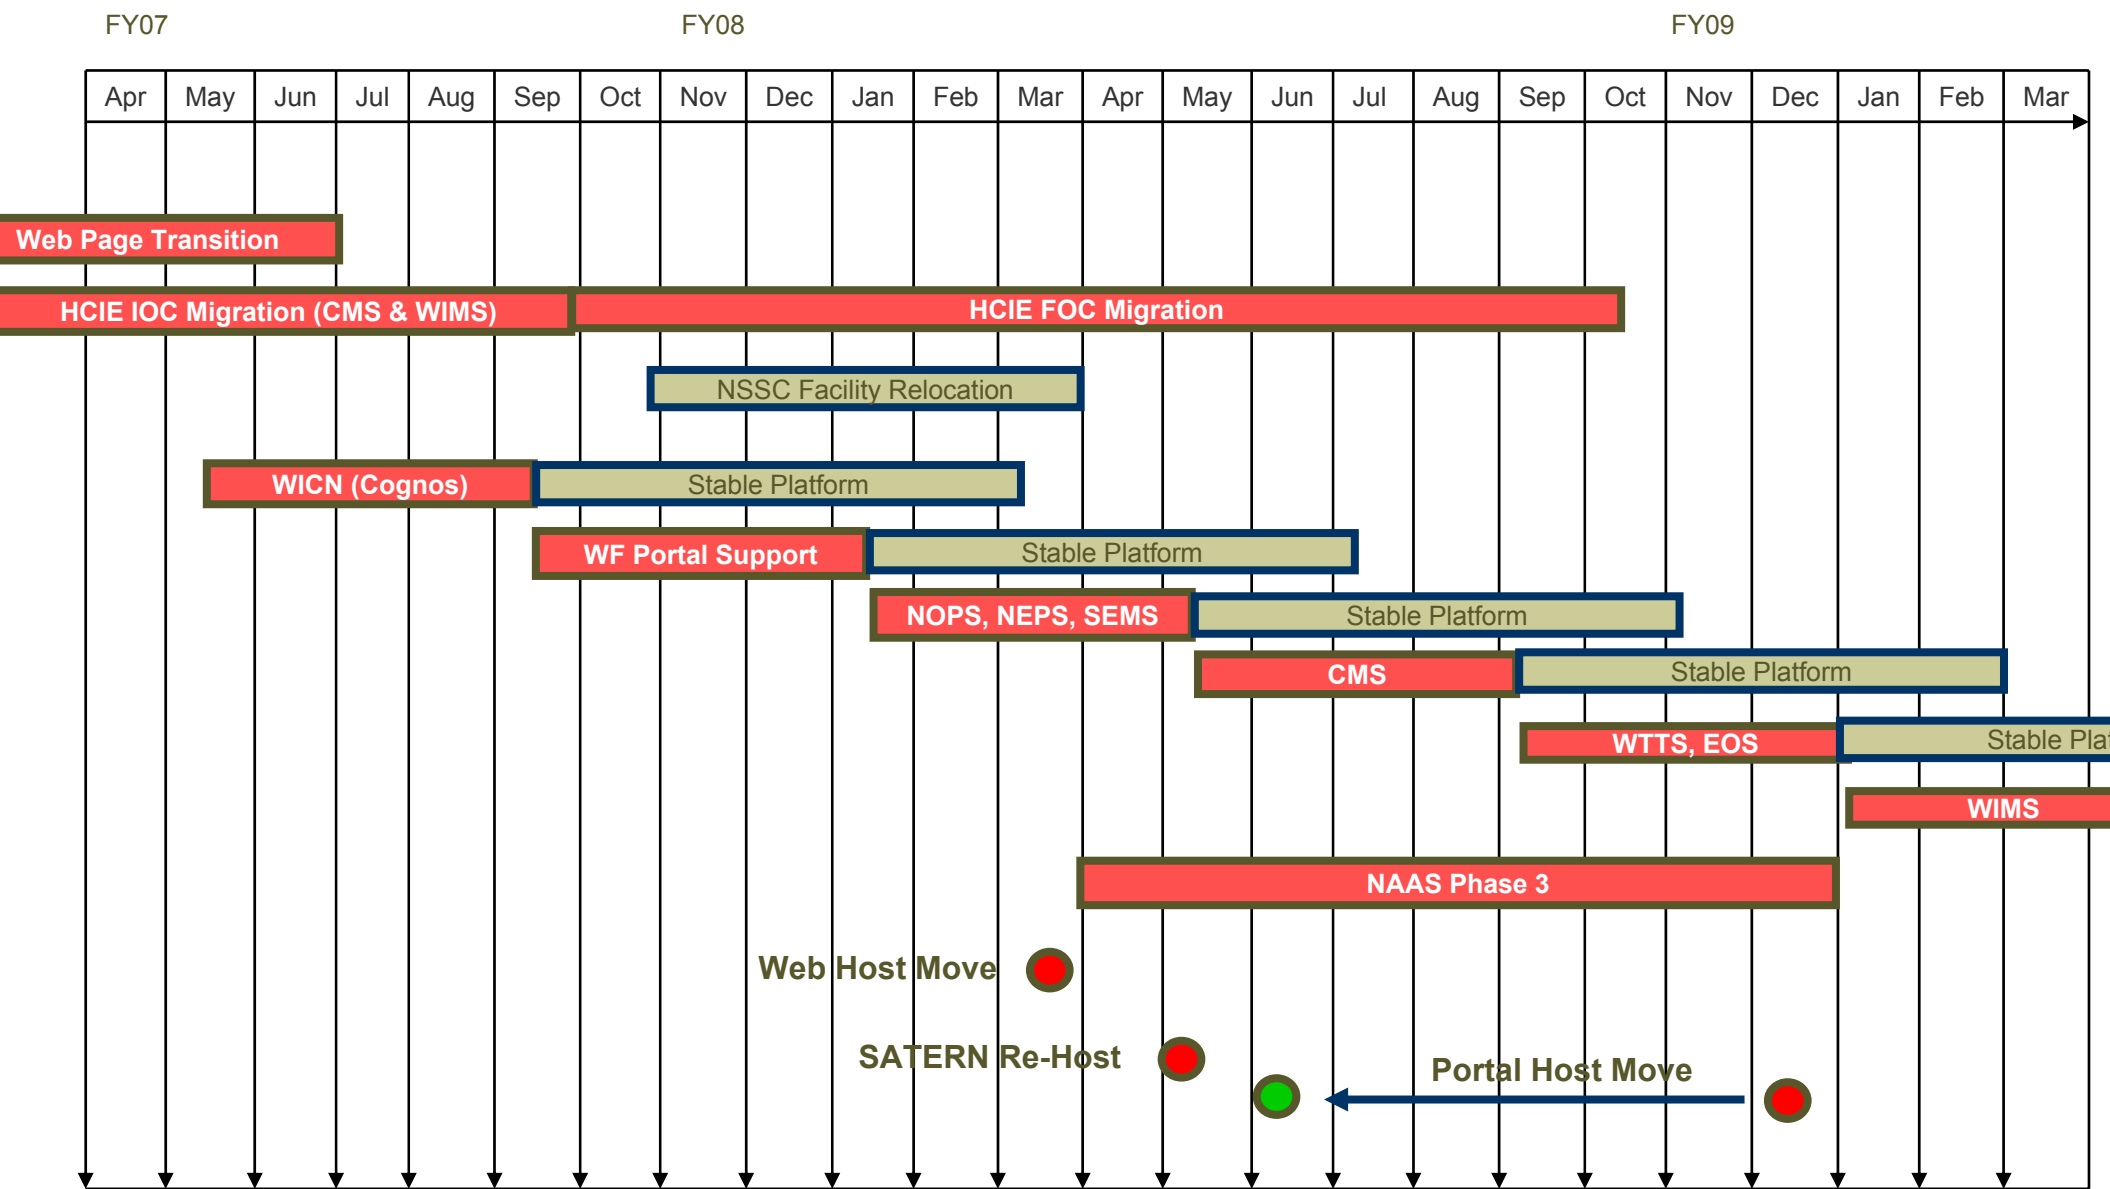 FY07 FY08 FY09
Apr May Jun Jul Aug Sep Oct Nov Dec Jan Feb Mar Apr May Jun Jul Aug Sep Oct Nov Dec Jan Feb Mar
Web Page Transition
HCIE IOC Migration (CMS & WIMS) HCIE FOC Migration
NSSC Facility Relocation
WICN (Cognos) Stable Platform
WF Portal Support Stable Platform
NOPS, NEPS, SEMS Stable Platform
CMS Stable Platform
WTTS, EOS Stable Plat
WIMS
NAAS Phase 3
Web Host Move
SATERN Re-Host
Portal Host Move